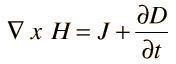 ∇ x H = J + ∂D/∂t